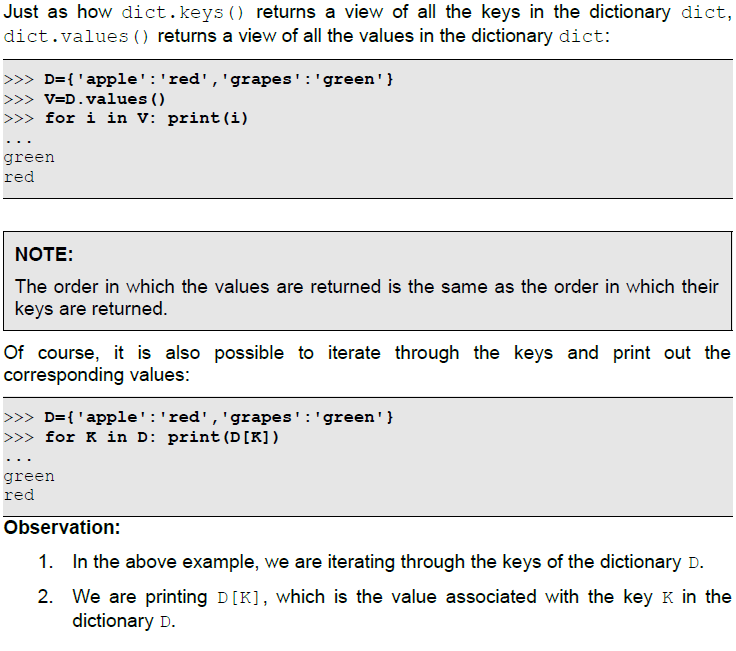 Just as how dict.keys() returns a view of all the keys in the dictionary dict,
dict.values() returns a view of all the values in the dictionary dict:
>>> D={'apple':'red','grapes':'green'}
>>> V=D.values()
>>> for i in V: print(i)
...
green
red
NOTE:
The order in which the values are returned is the same as the order in which their
keys are returned.
Of course, it is also possible to iterate through the keys and print out the
corresponding values:
>>> D={'apple':'red','grapes':'green'}
>>> for K in D: print(D[K])
...
green
red
Observation:
1. In the above example, we are iterating through the keys of the dictionary D.
2. We are printing D[K], which is the value associated with the key K in the
dictionary D.